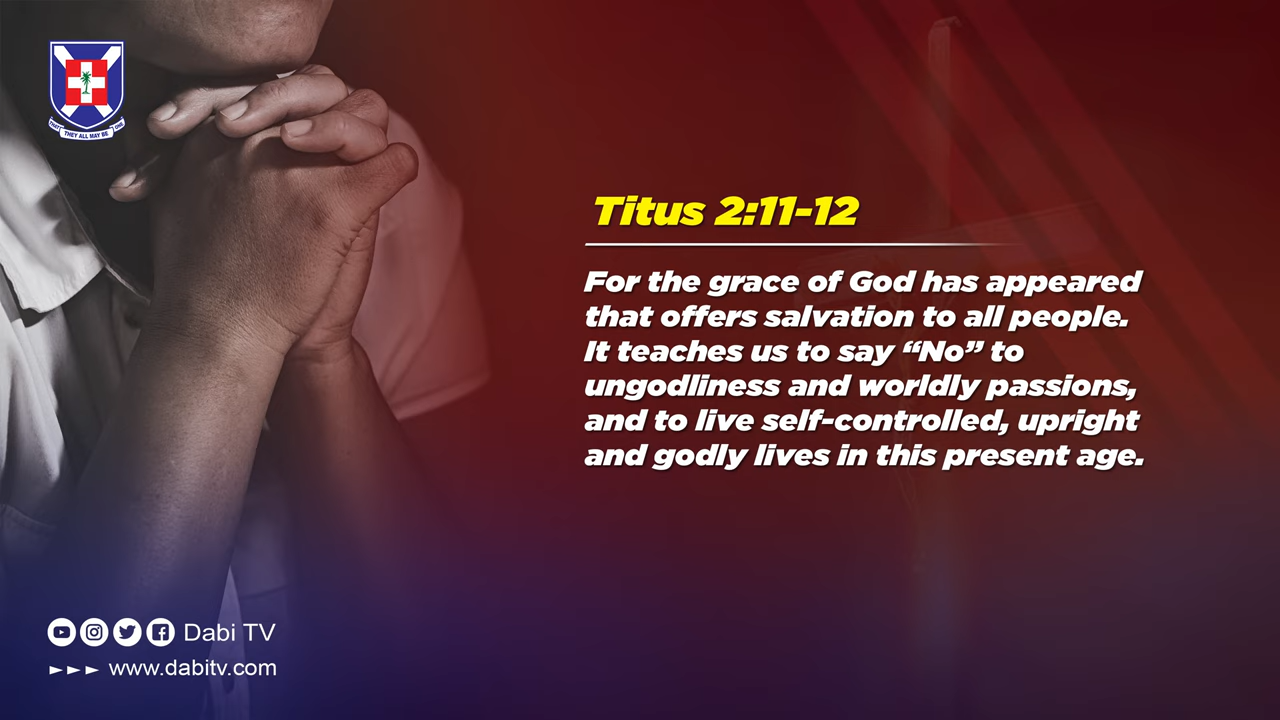 THAT THEY ALL MAY BE ONE
Titus 2:11-12
For the grace of God has appeared
that offers salvation to all people.
It teaches us to say “No” to
ungodliness and worldly passions,
and to live self-controlled, upright
and godly lives in this present age.
Dabi TV
►►► www.dabitv.com